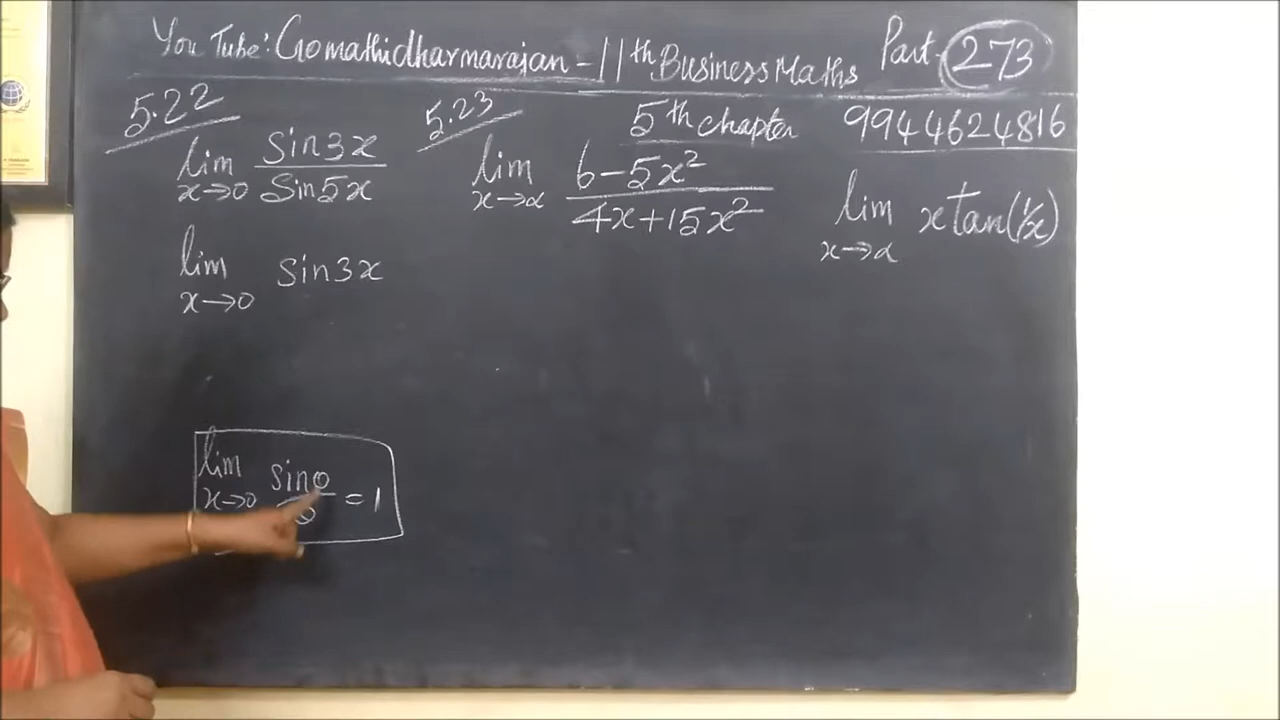 You Tube: Gomathidharmarajan - 11th Business Maths Part - 273
5.22
lim x→0 Sin3x / Sin5x
lim x→0 Sin3x
lim x→0 sinθ / θ = 1
5.23
lim x→α 6-5x² / 4x+15x²
5th chapter
9944624816
lim x→α x tan(1/x)